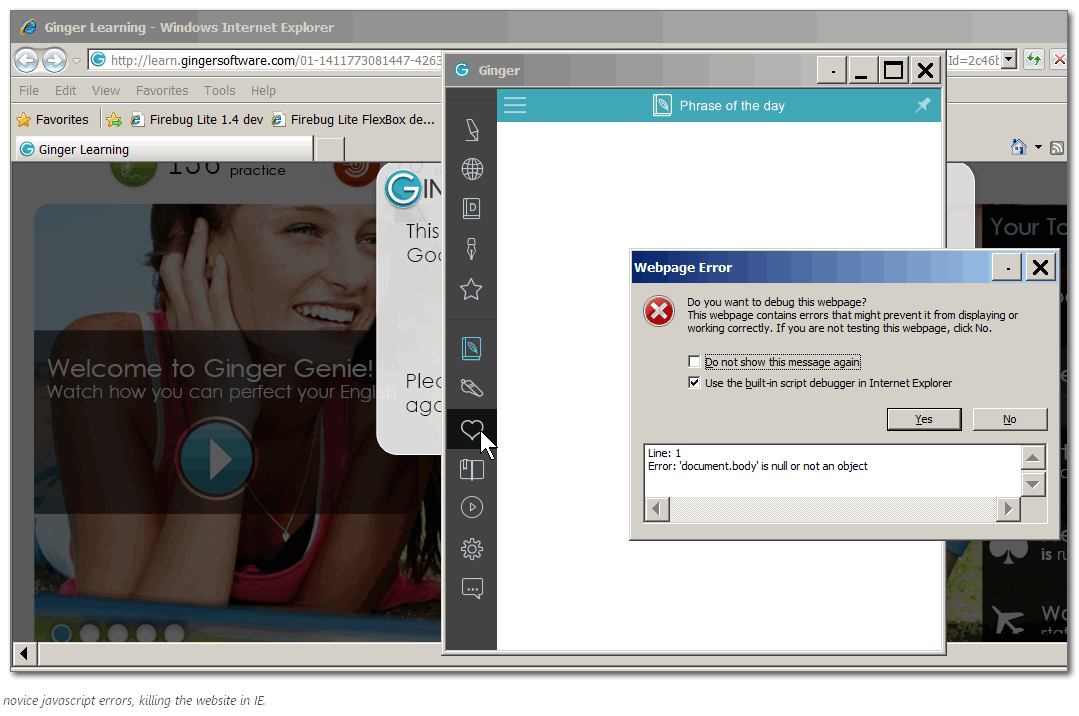 Ginger Learning - Windows Internet Explorer
http://learn.gingersoftware.com/01-1411773081447-4263
Id=2c46b
File Edit View Favorites Tools Help
Favorites Firebug Lite 1.4 dev Firebug Lite FlexBox de...
Ginger Learning
156 practice
Welcome to Ginger Genie!
Watch how you can perfect your English
GIN
This
Goo
Plea
aga
Ginger
Phrase of the day
Your To
Webpage Error
Do you want to debug this webpage?
This webpage contains errors that might prevent it from displaying or
working correctly. If you are not testing this webpage, click No.
Do not show this message again
Use the built-in script debugger in Internet Explorer
Yes No
Line: 1
Error: 'document.body' is null or not an object
is ru
Wo
novice javascript errors, killing the website in IE.